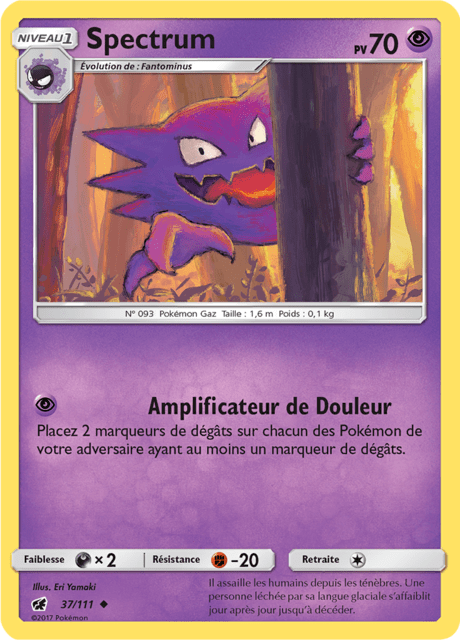 NIVEAU 1
Spectrum
PV 70
Évolution de : Fantominus
N° 093 Pokémon Gaz Taille : 1,6 m Poids : 0,1 kg
Amplificateur de Douleur
Placez 2 marqueurs de dégâts sur chacun des Pokémon de
votre adversaire ayant au moins un marqueur de dégâts.
Faiblesse ×2 Résistance -20 Retraite
Illus. Eri Yamaki
37/111
©2017 Pokémon
Il assaille les humains depuis les ténèbres. Une
personne léchée par sa langue glaciale s’affaiblit
jour après jour jusqu’à décéder.